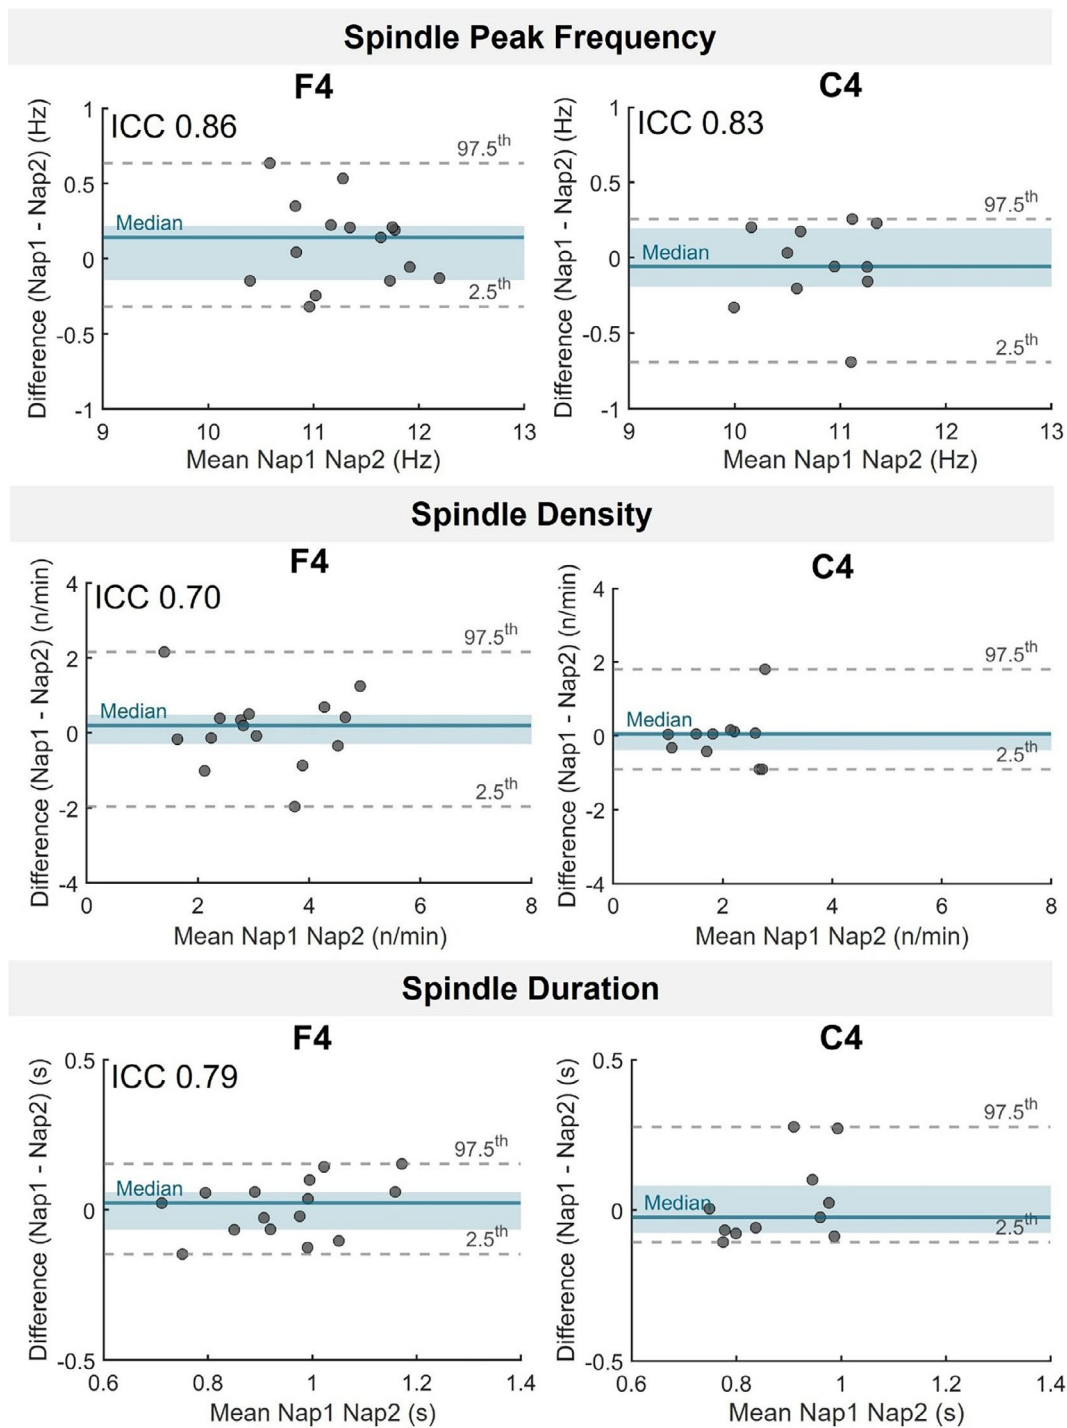 Spindle Peak Frequency
F4
Difference (Nap1 - Nap2) (Hz)
1
0.5
0
-0.5
-1
ICC 0.86
97.5th
Median
2.5th
9 10 11 12 13
Mean Nap1 Nap2 (Hz)
C4
Difference (Nap1 - Nap2) (Hz)
1
0.5
0
-0.5
-1
ICC 0.83
97.5th
Median
2.5th
9 10 11 12 13
Mean Nap1 Nap2 (Hz)
Spindle Density
F4
Difference (Nap1 - Nap2) (n/min)
4
2
0
-2
-4
ICC 0.70
97.5th
Median
2.5th
0 2 4 6 8
Mean Nap1 Nap2 (n/min)
C4
Difference (Nap1 - Nap2) (n/min)
4
2
0
-2
-4
97.5th
Median
2.5th
0 2 4 6 8
Mean Nap1 Nap2 (n/min)
Spindle Duration
F4
Difference (Nap1 - Nap2) (s)
0.5
0
-0.5
ICC 0.79
97.5th
Median
2.5th
0.6 0.8 1 1.2 1.4
Mean Nap1 Nap2 (s)
C4
Difference (Nap1 - Nap2) (s)
0.5
0
-0.5
97.5th
Median
2.5th
0.6 0.8 1 1.2 1.4
Mean Nap1 Nap2 (s)